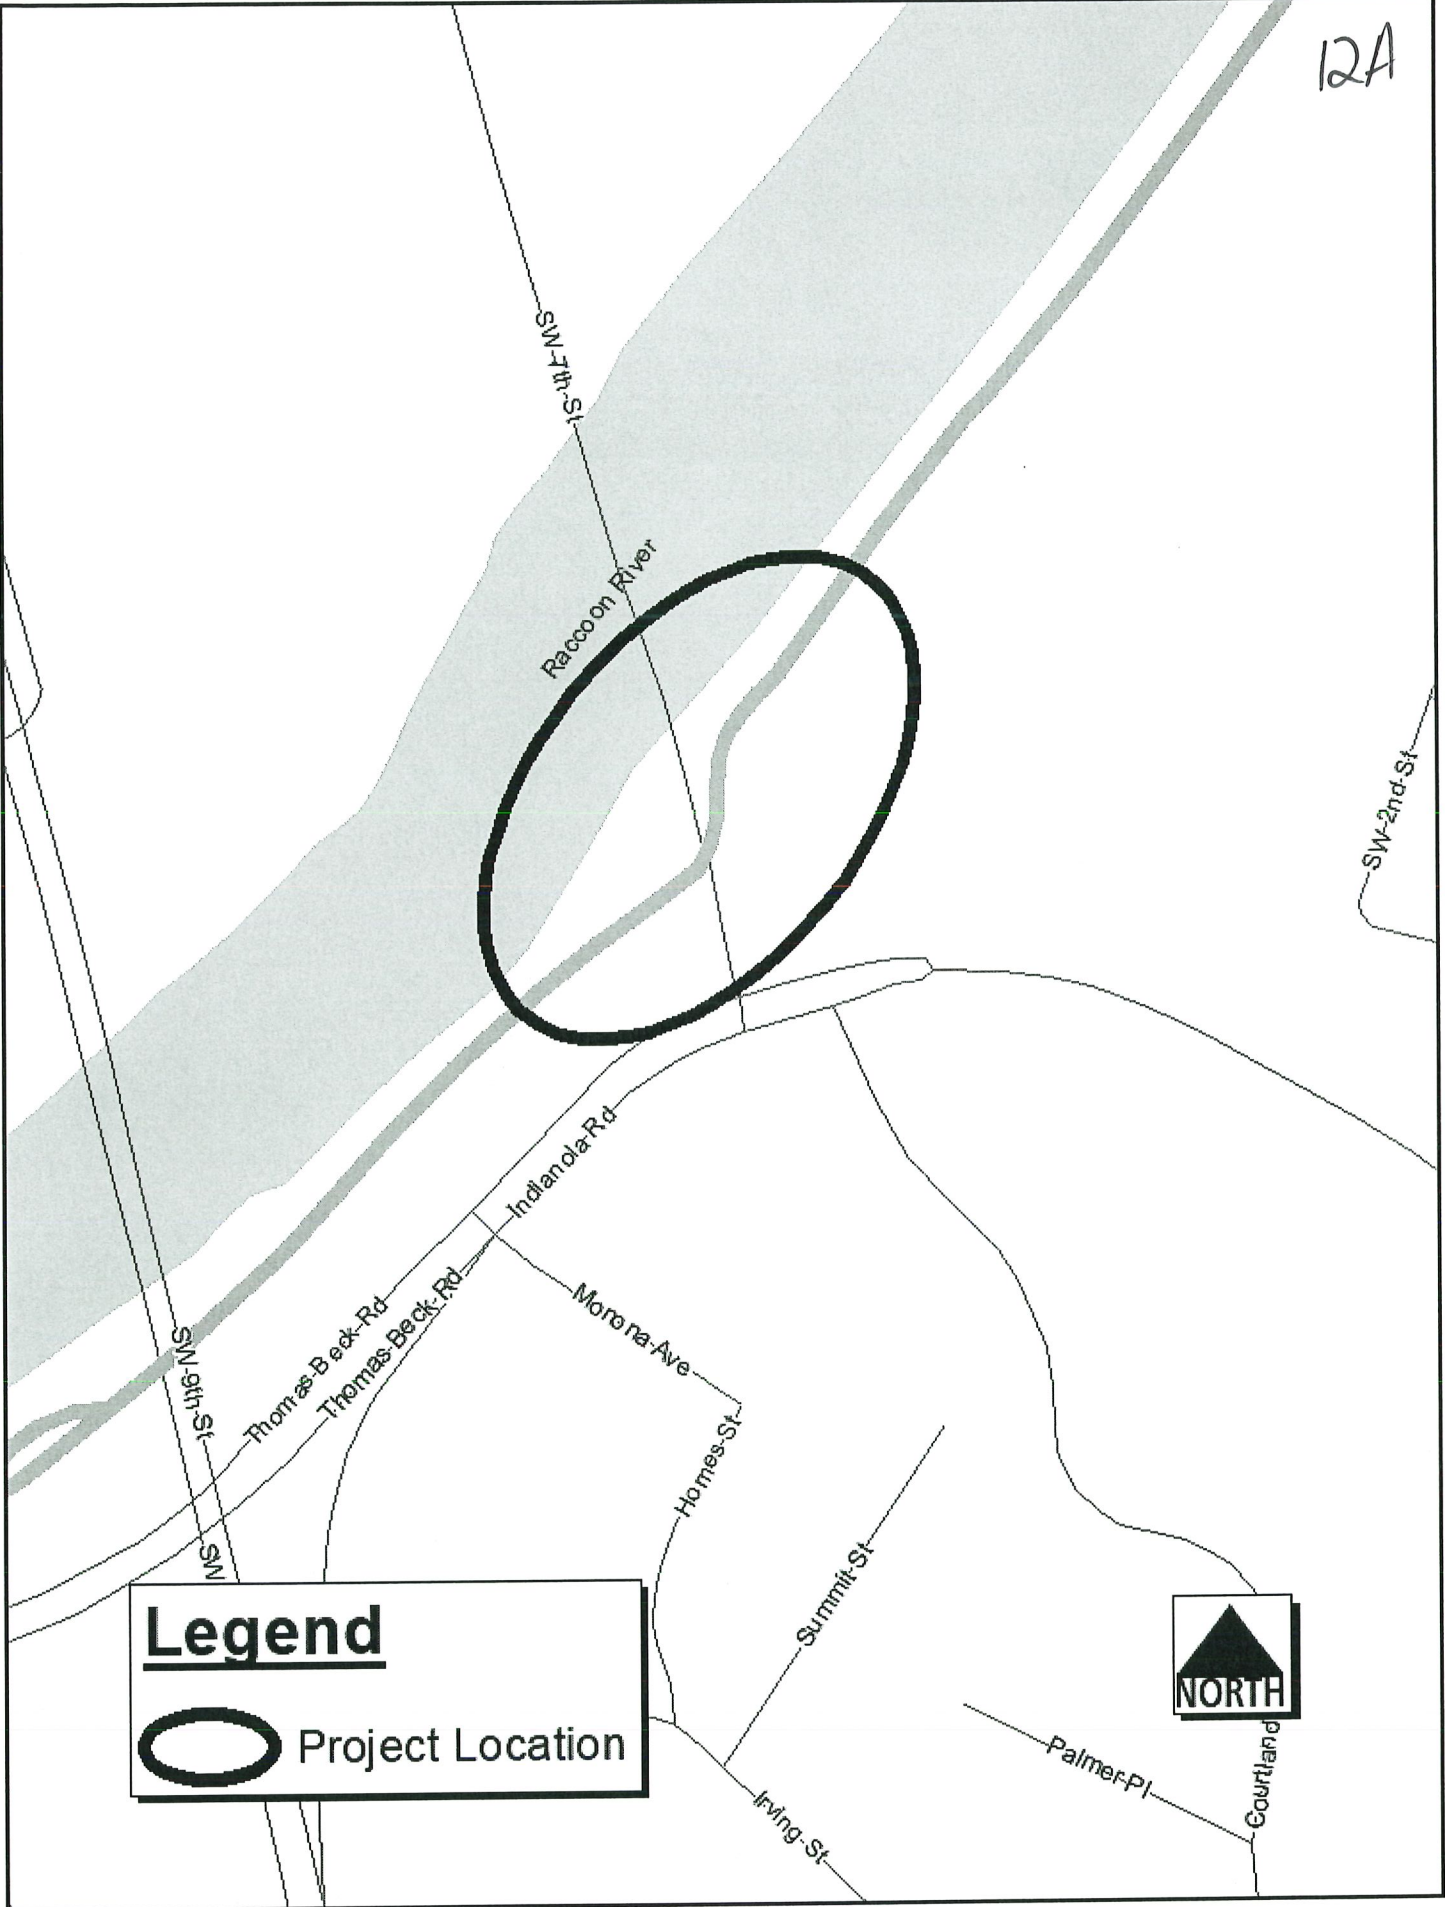 12A
SW-7th-St
Raccoon River
SW-2nd-St
Indianola-Rd
Thomas-Beck-Rd
Thomas-Beck-Rd
Morona-Ave
SW-9th-St
Homes-St
SW
Summit-St
Legend
Project Location
NORTH
Palmer-Pl
Courtland
Irving-St